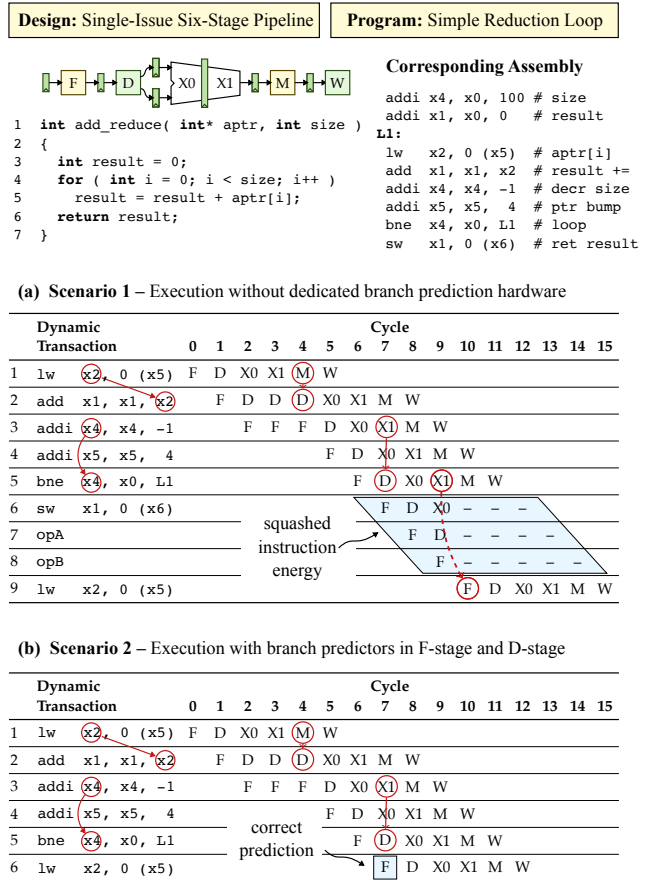 Design: Single-Issue Six-Stage Pipeline
Program: Simple Reduction Loop
F D X0 X1 M W
1 int add_reduce( int* aptr, int size )
2 {
3 int result = 0;
4 for ( int i = 0; i < size; i++ )
5 result = result + aptr[i];
6 return result;
7 }
Corresponding Assembly
addi x4, x0, 100 # size
addi x1, x0, 0 # result
L1:
lw x2, 0 (x5) # aptr[i]
add x1, x1, x2 # result +=
addi x4, x4, -1 # decr size
addi x5, x5, 4 # ptr bump
bne x4, x0, L1 # loop
sw x1, 0 (x6) # ret result
(a) Scenario 1 – Execution without dedicated branch prediction hardware
Dynamic Cycle
Transaction 0 1 2 3 4 5 6 7 8 9 10 11 12 13 14 15
1 lw x2, 0 (x5) F D X0 X1 M W
2 add x1, x1, x2 F D D D X0 X1 M W
3 addi x4, x4, -1 F F F D X0 X1 M W
4 addi x5, x5, 4 F D X0 X1 M W
5 bne x4, x0, L1 F D X0 X1 M W
6 sw x1, 0 (x6) F D X0 – – –
7 opA F D – – – –
8 opB F – – – – –
squashed
instruction
energy
9 lw x2, 0 (x5) F D X0 X1 M W
(b) Scenario 2 – Execution with branch predictors in F-stage and D-stage
Dynamic Cycle
Transaction 0 1 2 3 4 5 6 7 8 9 10 11 12 13 14 15
1 lw x2, 0 (x5) F D X0 X1 M W
2 add x1, x1, x2 F D D D X0 X1 M W
3 addi x4, x4, -1 F F F D X0 X1 M W
4 addi x5, x5, 4 F D X0 X1 M W
5 bne x4, x0, L1 F D X0 X1 M W
correct
prediction
6 lw x2, 0 (x5) F D X0 X1 M W